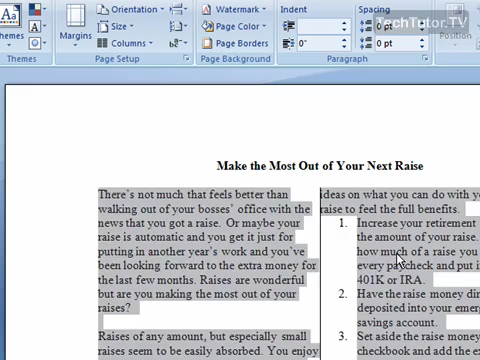 Aa
Themes
Themes
A
Margins
Orientation
Size
Columns
Page Setup
Watermark
Page Color
Page Borders
Page Background
Indent
0"
Spacing
0 pt
0 pt
Paragraph
TechTutor.TV
Position
Make the Most Out of Your Next Raise
There's not much that feels better than
walking out of your bosses' office with the
news that you got a raise. Or maybe your
raise is automatic and you get it just for
putting in another year's work and you've
been looking forward to the extra money for
the last few months. Raises are wonderful
but are you making the most out of your
raises?
Raises of any amount, but especially small
raises seem to be easily absorbed. You enjoy
ideas on what you can do with
raise to feel the full benefits.
1. Increase your retirement
the amount of your raise.
how much of a raise you
every paycheck and put i
401K or IRA.
2. Have the raise money dir
deposited into your emer
savings account.
3. Set aside the raise money
checkbook and add the e